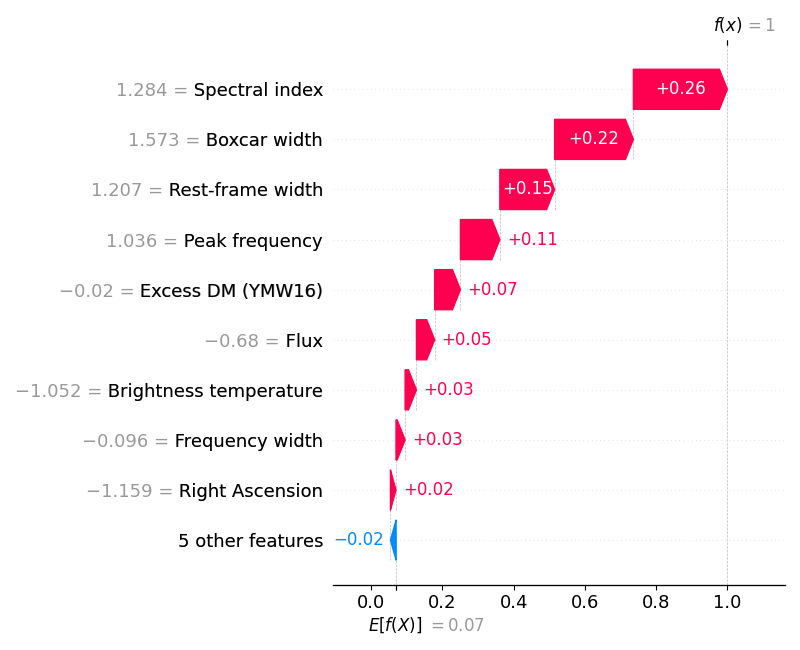 f(x) = 1
1.284 = Spectral index
+0.26
1.573 = Boxcar width
+0.22
1.207 = Rest-frame width
+0.15
1.036 = Peak frequency
+0.11
−0.02 = Excess DM (YMW16)
+0.07
−0.68 = Flux
+0.05
−1.052 = Brightness temperature
+0.03
−0.096 = Frequency width
+0.03
−1.159 = Right Ascension
+0.02
5 other features
−0.02
0.0 0.2 0.4 0.6 0.8 1.0
E[f(X)] = 0.07